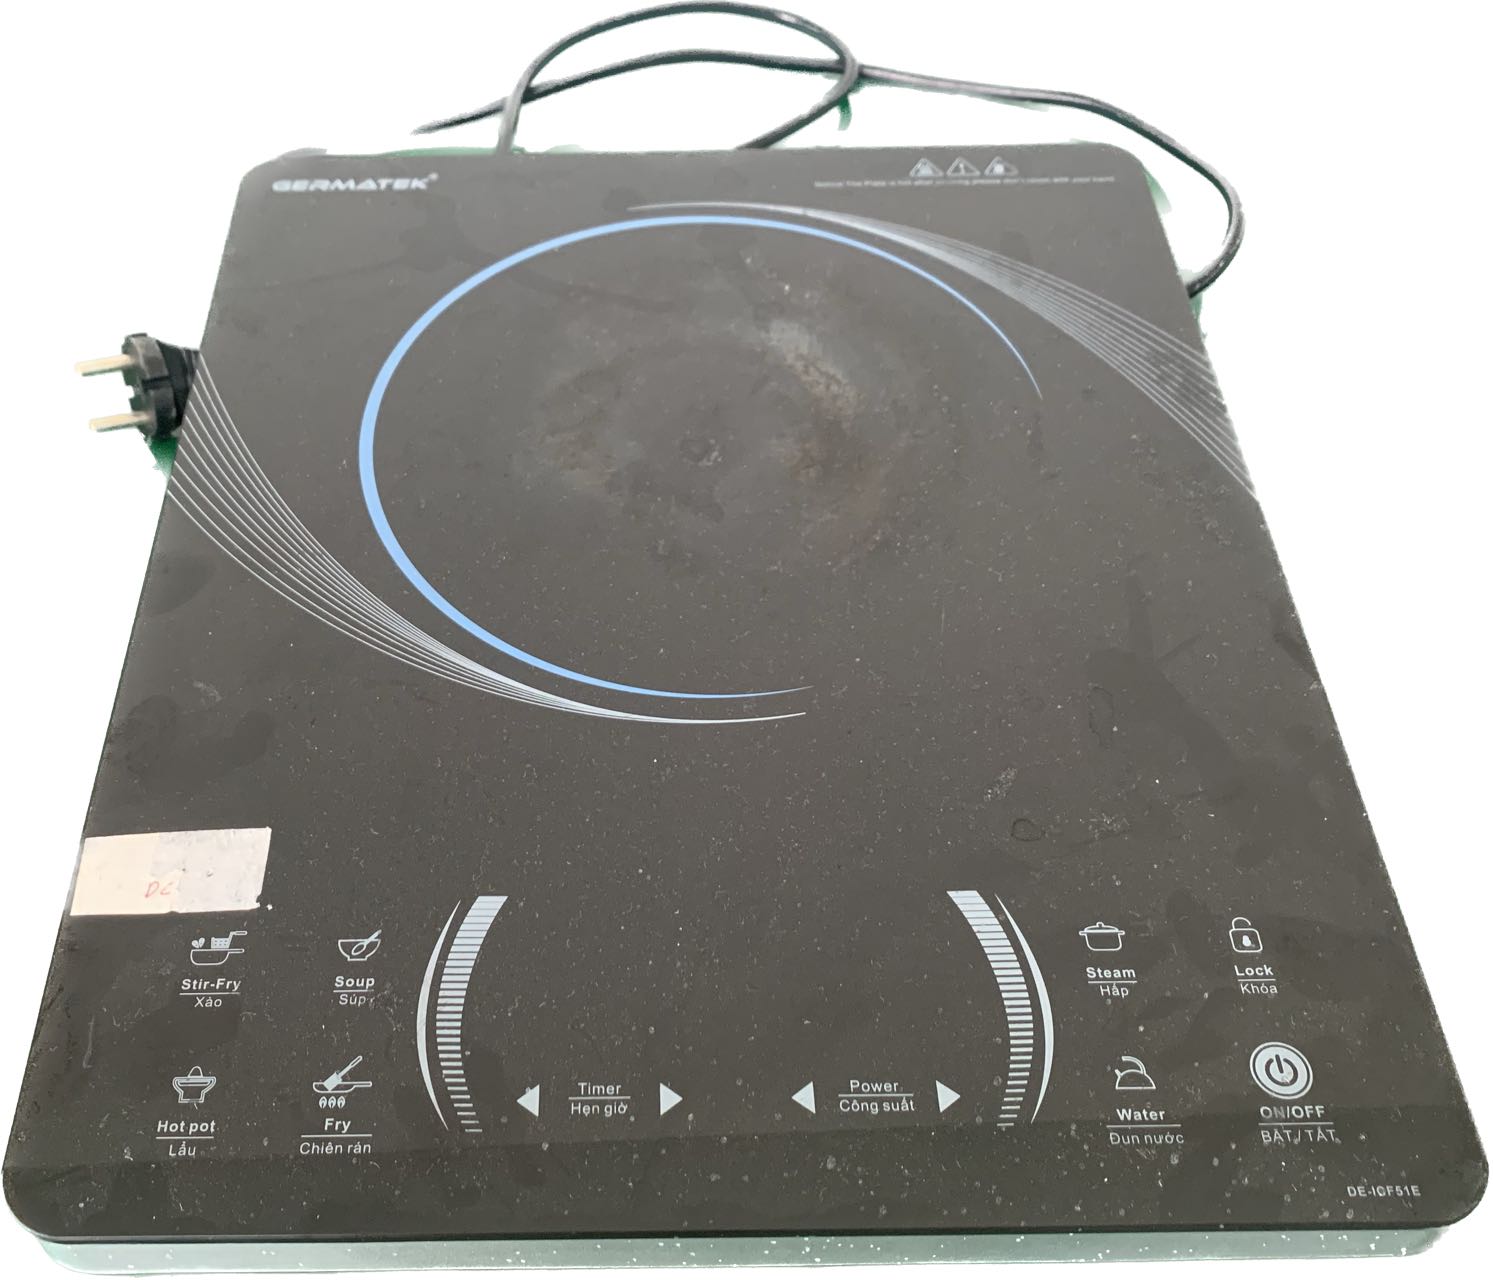 GERMATEK®
DC
Stir-Fry
Xào
Soup
Súp
Steam
Hấp
Lock
Khóa
Hot pot
Lẩu
Fry
Chiên rán
Timer
Hẹn giờ
Power
Công suất
Water
Đun nước
ON/OFF
BẬT / TẮT
DE-ICF51E